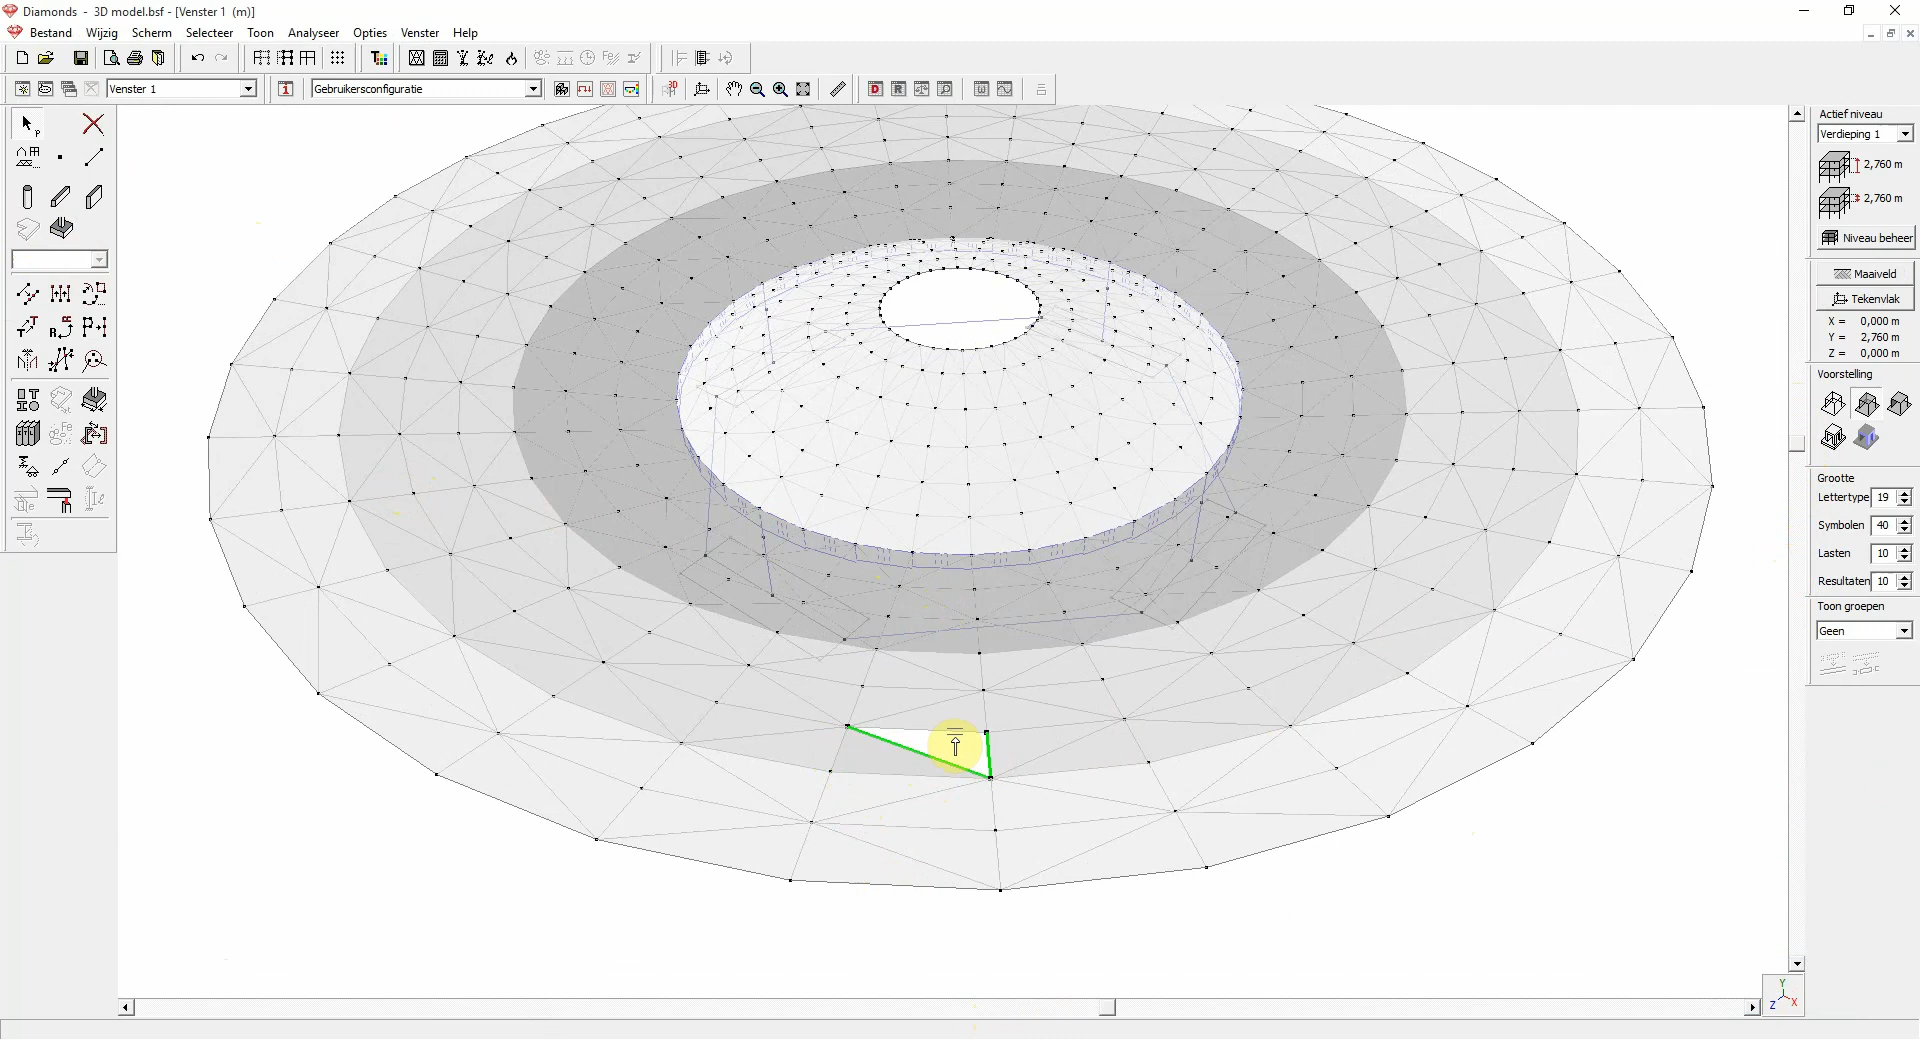 Diamonds - 3D model.bsf - [Venster 1 (m)]
Bestand Wijzig Scherm Selecteer Toon Analyseer Opties Venster Help
Venster 1
1
Gebruikersconfiguratie
3D
D
R
P
Actief niveau
Verdieping 1
2,760 m
2,760 m
Niveau beheer
Maaiveld
Tekenvlak
X = 0,000 m
Y = 2,760 m
Z = 0,000 m
Voorstelling
Grootte
Lettertype 19
Symbolen 40
Lasten 10
Resultaten 10
Toon groepen
Geen
Y
Z X